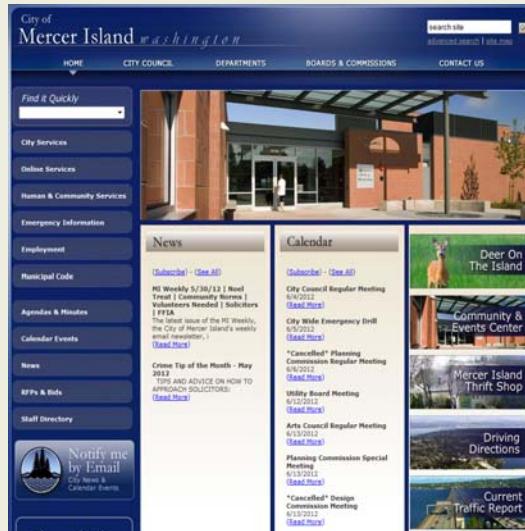 City of
Mercer Island washington
search site
advanced search | site map
HOME
CITY COUNCIL
DEPARTMENTS
BOARDS & COMMISSIONS
CONTACT US
Find it Quickly
City Services
Online Services
Human & Community Services
Emergency Information
Employment
Municipal Code
Agendas & Minutes
Calendar Events
News
RFPs & Bids
Staff Directory
Notify me
by Email
City News &
Calendar Events
News
(Subscribe) - (See All)
MI Weekly 5/30/12 | Noel
Treat | Community Norms |
Volunteers Needed | Solicitors
| FFIA
The latest issue of the MI Weekly,
the City of Mercer Island's weekly
email newsletter, i
(Read More)
Crime Tip of the Month - May
2012
TIPS AND ADVICE ON HOW TO
APPROACH SOLICITORS:
(Read More)
Calendar
(Subscribe) - (See All)
City Council Regular Meeting
6/4/2012
(Read More)
City Wide Emergency Drill
6/5/2012
(Read More)
*Cancelled* Planning
Commission Regular Meeting
6/6/2012
(Read More)
Utility Board Meeting
6/12/2012
(Read More)
Arts Council Regular Meeting
6/13/2012
(Read More)
Planning Commission Special
Meeting
6/13/2012
(Read More)
*Cancelled* Design
Commission Meeting
6/13/2012
(Read More)
Deer On
The Island
Community &
Events Center
Mercer Island
Thrift Shop
Driving
Directions
Current
Traffic Report